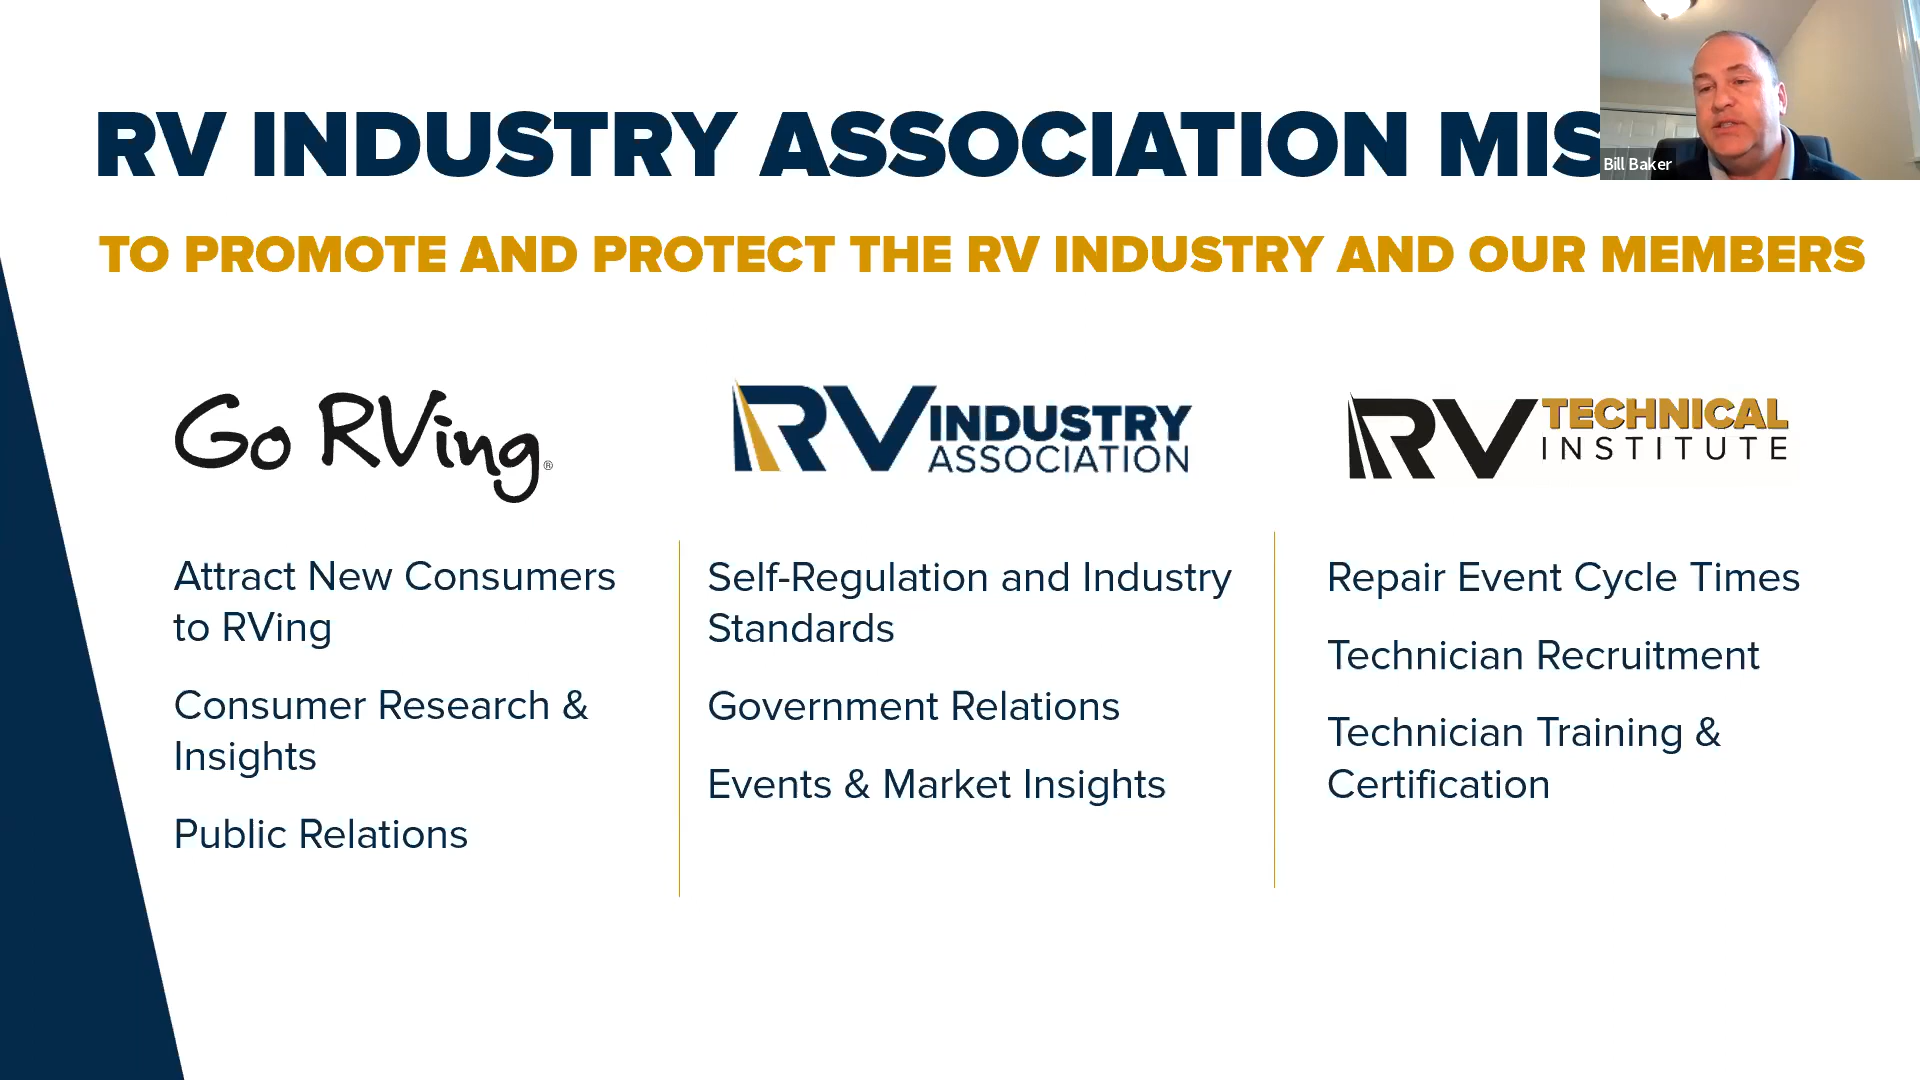 RV INDUSTRY ASSOCIATION MIS
Bill Baker
TO PROMOTE AND PROTECT THE RV INDUSTRY AND OUR MEMBERS
Go RVing®
RV INDUSTRY
ASSOCIATION
RV TECHNICAL
INSTITUTE
Attract New Consumers
to RVing
Consumer Research &
Insights
Public Relations
Self-Regulation and Industry
Standards
Government Relations
Events & Market Insights
Repair Event Cycle Times
Technician Recruitment
Technician Training &
Certification